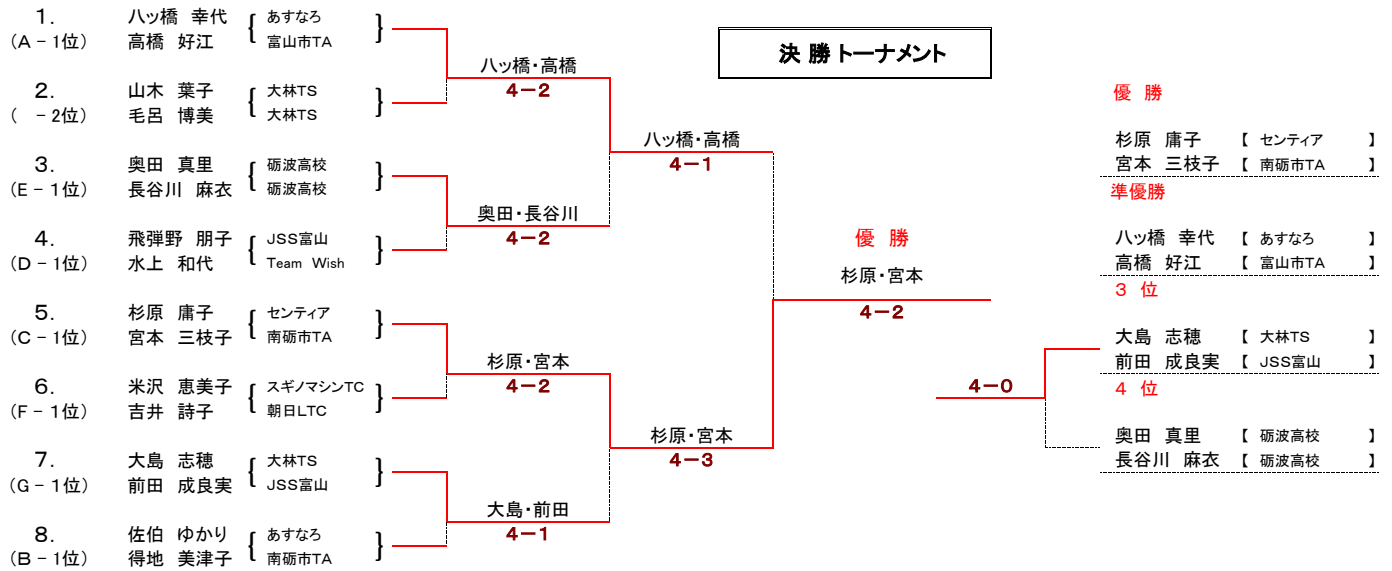 決 勝 トーナメント
1. 八ッ橋 幸代 { あすなろ }
(A - 1位) 高橋 好江 富山市TA
八ッ橋・高橋
4-2
2. 山木 葉子 { 大林TS }
( - 2位) 毛呂 博美 大林TS
八ッ橋・高橋
4-1
3. 奥田 真里 { 砺波高校 }
(E - 1位) 長谷川 麻衣 砺波高校
奥田・長谷川
4-2
4. 飛弾野 朋子 { JSS富山 }
(D - 1位) 水上 和代 Team Wish
優 勝
杉原・宮本
4-2
5. 杉原 庸子 { センティア }
(C - 1位) 宮本 三枝子 南砺市TA
杉原・宮本
4-2
6. 米沢 恵美子 { スギノマシンTC }
(F - 1位) 吉井 詩子 朝日LTC
杉原・宮本
4-3
7. 大島 志穂 { 大林TS }
(G - 1位) 前田 成良実 JSS富山
大島・前田
4-1
8. 佐伯 ゆかり { あすなろ }
(B - 1位) 得地 美津子 南砺市TA
4-0
優 勝
杉原 庸子 【 センティア 】
宮本 三枝子 【 南砺市TA 】
準優勝
八ッ橋 幸代 【 あすなろ 】
高橋 好江 【 富山市TA 】
3 位
大島 志穂 【 大林TS 】
前田 成良実 【 JSS富山 】
4 位
奥田 真里 【 砺波高校 】
長谷川 麻衣 【 砺波高校 】